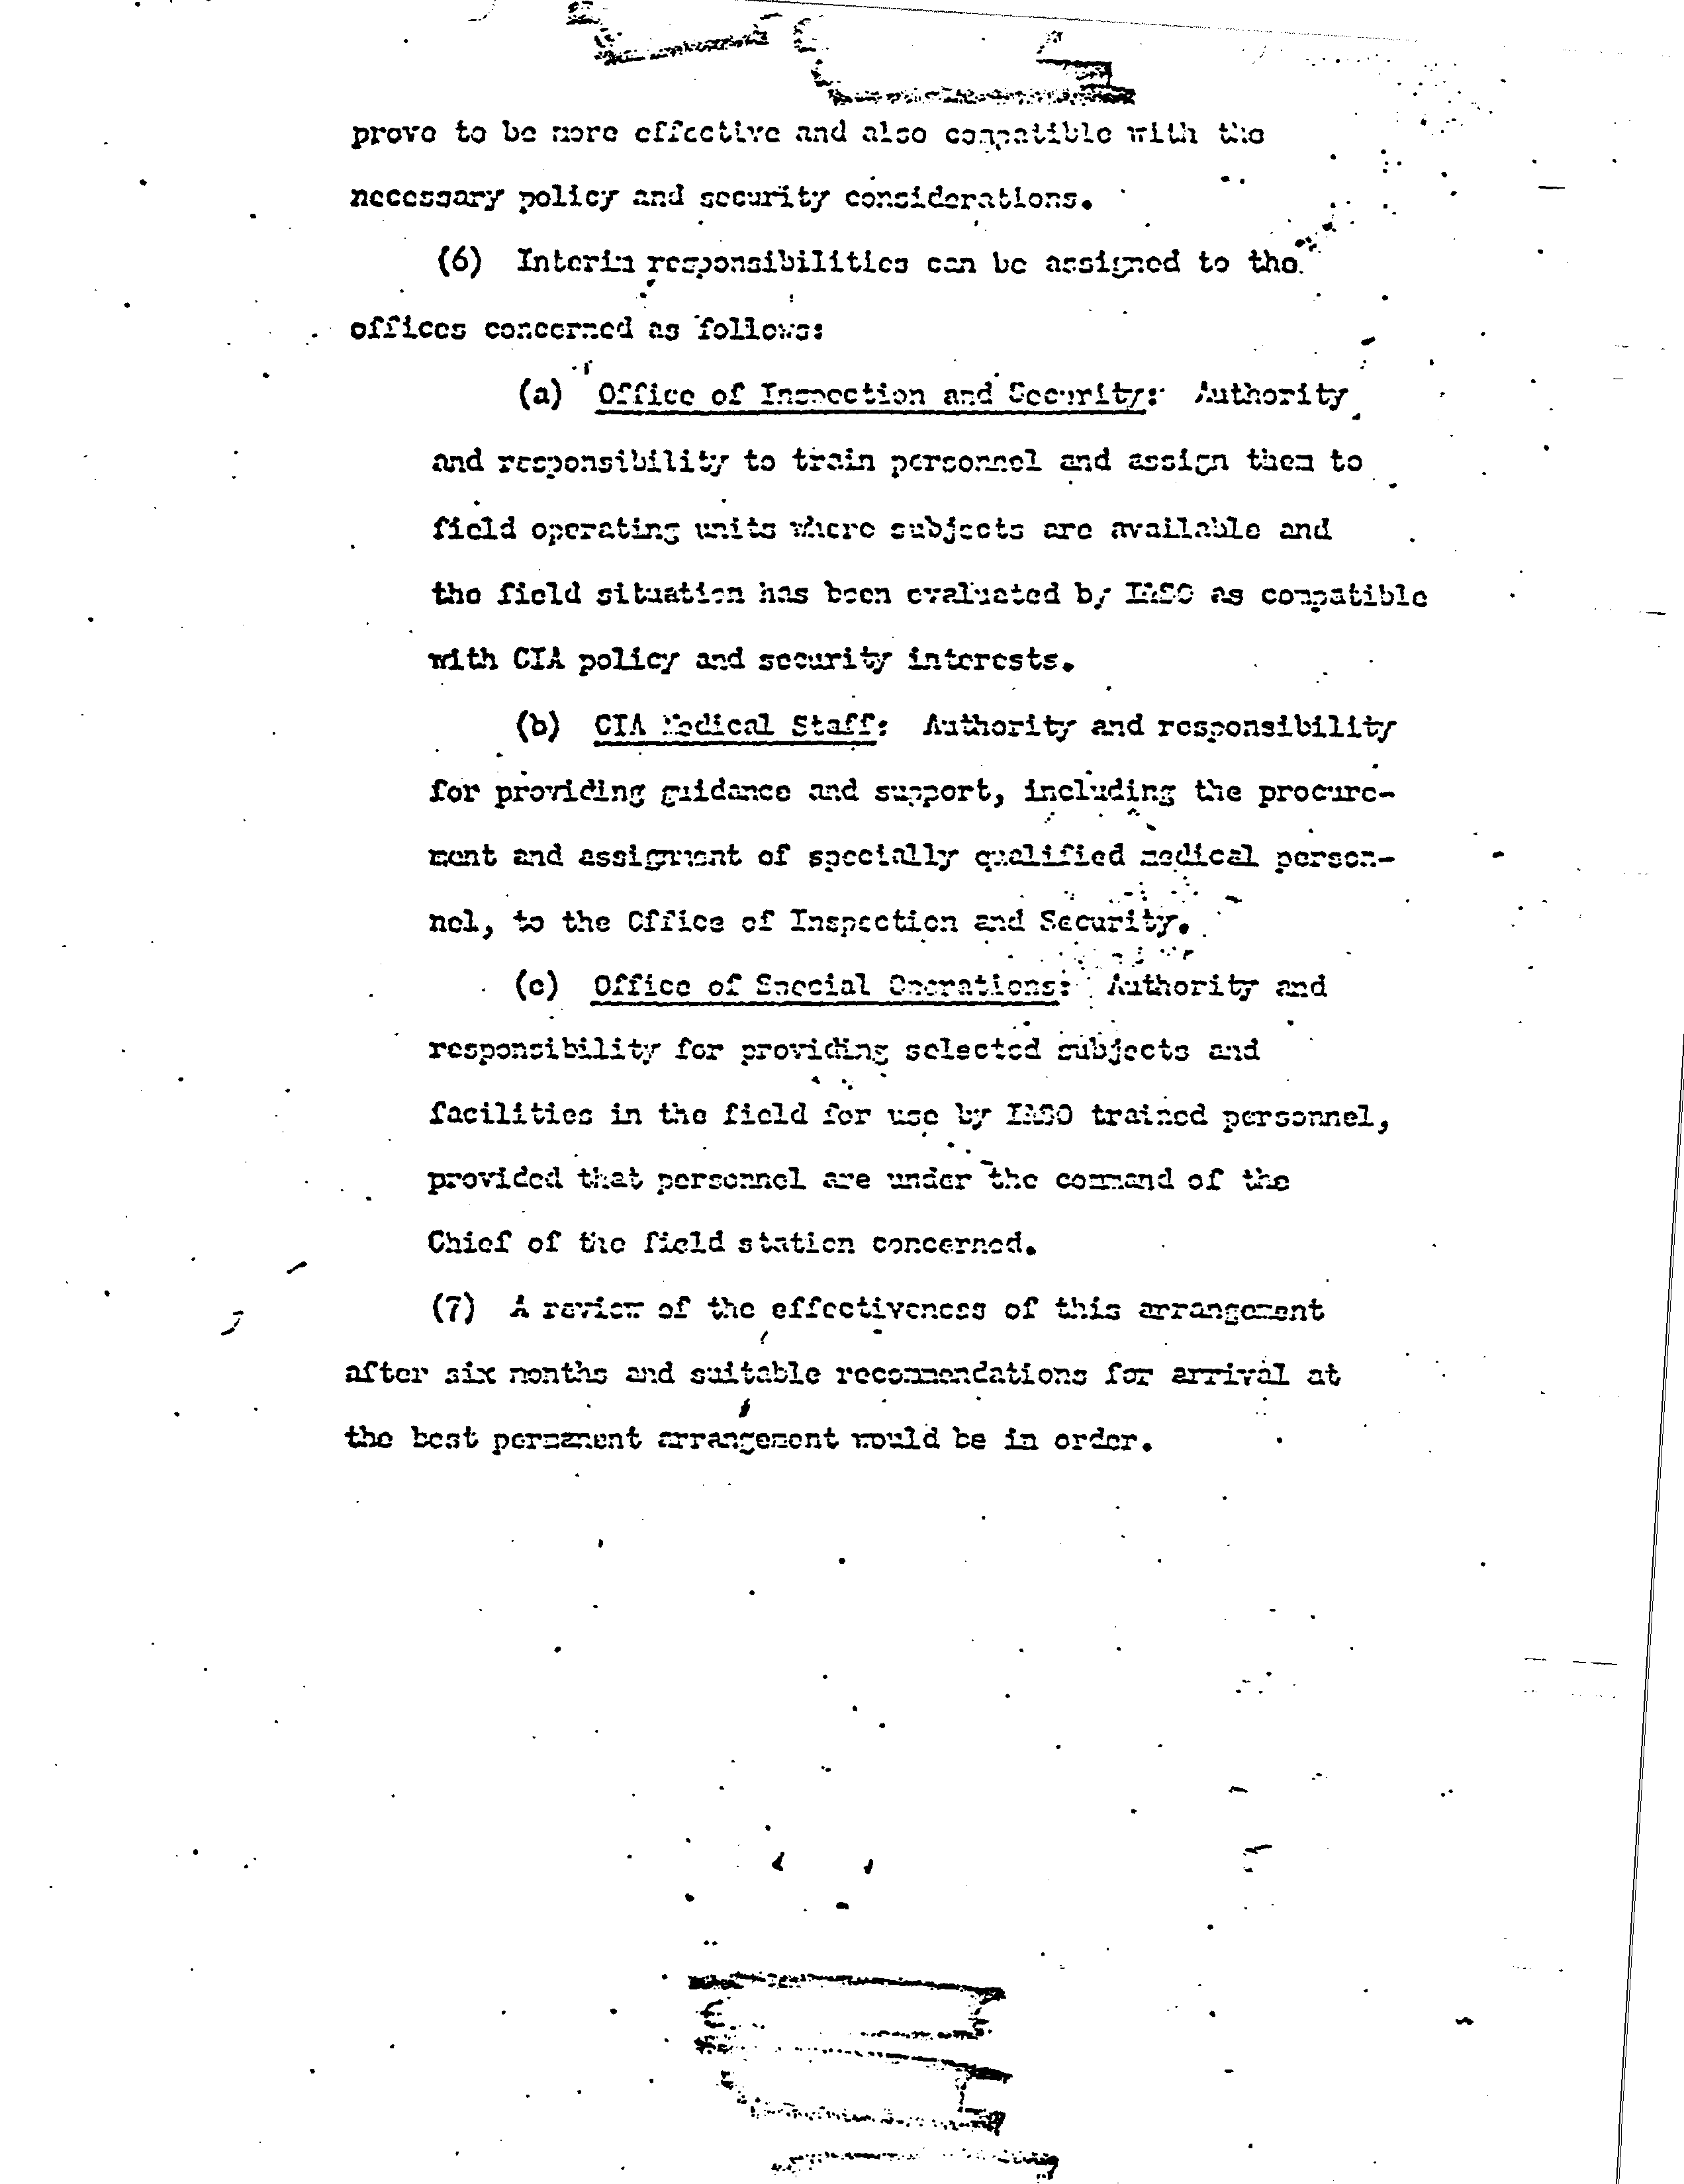 prove to be more effective and also compatible with the
necessary policy and security considerations.
(6) Interim responsibilities can be assigned to the
offices concerned as follows:
(a) Office of Inspection and Security: Authority
and responsibility to train personnel and assign them to
field operating units where subjects are available and
the field situation has been evaluated by I&SO as compatible
with CIA policy and security interests.
(b) CIA Medical Staff: Authority and responsibility
for providing guidance and support, including the procure-
ment and assignment of specially qualified medical person-
nel, to the Office of Inspection and Security.
(c) Office of Special Operations: Authority and
responsibility for providing selected subjects and
facilities in the field for use by I&SO trained personnel,
provided that personnel are under the command of the
Chief of the field station concerned.
(7) A review of the effectiveness of this arrangement
after six months and suitable recommendations for arrival at
the best permanent arrangement would be in order.